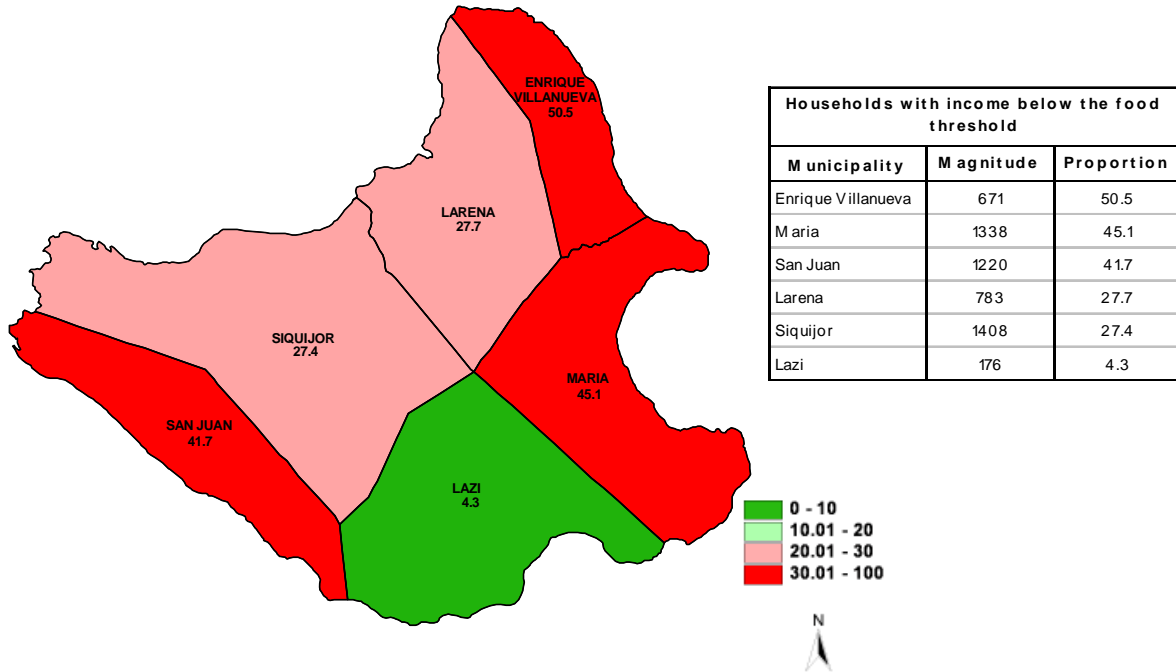 ENRIQUE
VILLANUEVA
50.5
LARENA
27.7
SIQUIJOR
27.4
MARIA
45.1
SAN JUAN
41.7
LAZI
4.3
Households with income below the food
threshold
Municipality Magnitude Proportion
Enrique Villanueva 671 50.5
Maria 1338 45.1
San Juan 1220 41.7
Larena 783 27.7
Siquijor 1408 27.4
Lazi 176 4.3
0 - 10
10.01 - 20
20.01 - 30
30.01 - 100
N